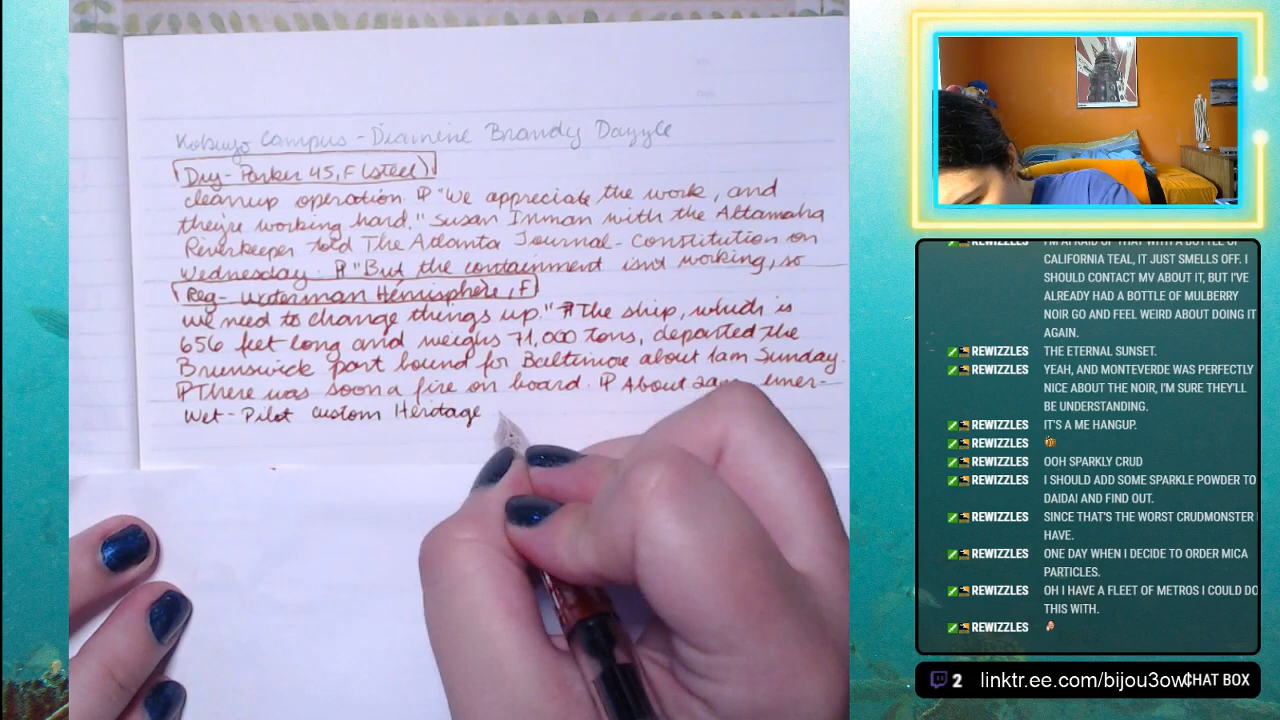 Kobuyo Campus - Diamine Brandy Dazzle
Dry - Parker 45, F (steel)
cleanup operation. ¶ "We appreciate the work, and
they're working hard." Susan Inman with the Altamaha
Riverkeeper told The Atlanta Journal-Constitution on
Wednesday. ¶ "But the containment isn't working, so
Reg - Waterman Hémisphère, F
we need to change things up." ¶ The ship, which is
656 feet long and weighs 71,000 tons, departed the
Brunswick port bound for Baltimore about 1am Sunday.
¶ There was soon a fire on board. ¶ About 2am emer-
Wet - Pilot custom Heritage
REWIZZLES I'M AFRAID OF THAT WITH A BOTTLE OF
CALIFORNIA TEAL, IT JUST SMELLS OFF. I
SHOULD CONTACT MV ABOUT IT, BUT I'VE
ALREADY HAD A BOTTLE OF MULBERRY
NOIR GO AND FEEL WEIRD ABOUT DOING IT
AGAIN.
REWIZZLES THE ETERNAL SUNSET.
REWIZZLES YEAH, AND MONTEVERDE WAS PERFECTLY
NICE ABOUT THE NOIR, I'M SURE THEY'LL
BE UNDERSTANDING.
REWIZZLES IT'S A ME HANGUP.
REWIZZLES
REWIZZLES OOH SPARKLY CRUD
REWIZZLES I SHOULD ADD SOME SPARKLE POWDER TO
DAIDAI AND FIND OUT.
REWIZZLES SINCE THAT'S THE WORST CRUDMONSTER I
HAVE.
REWIZZLES ONE DAY WHEN I DECIDE TO ORDER MICA
PARTICLES.
REWIZZLES OH I HAVE A FLEET OF METROS I COULD DO
THIS WITH.
REWIZZLES
2 linktr.ee.com/bijou3owl CHAT BOX